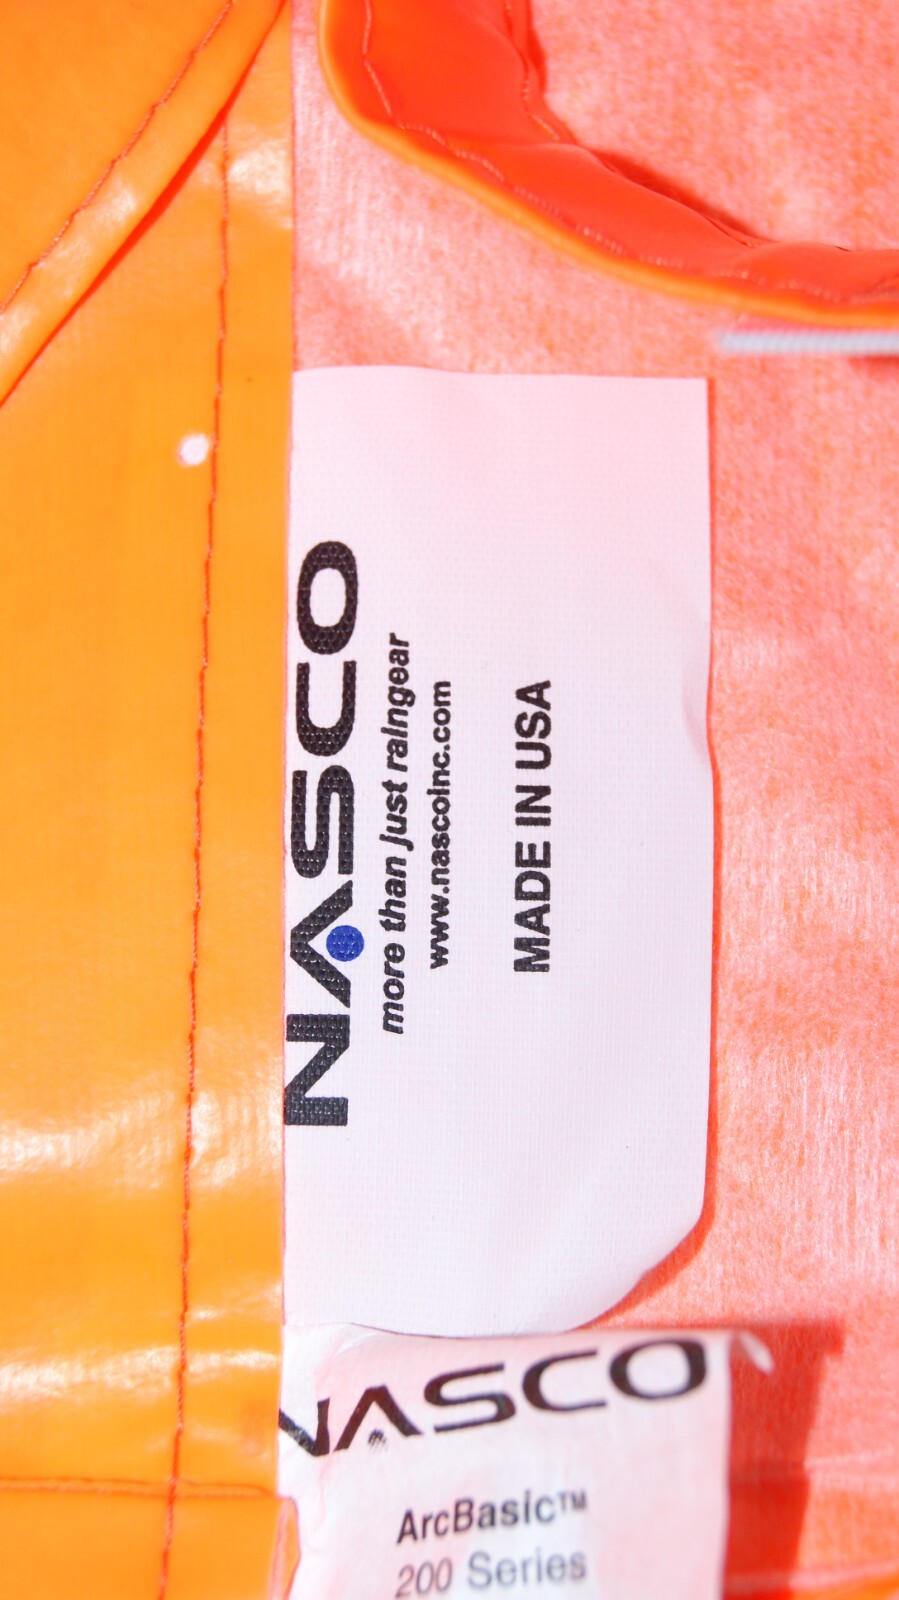 NASCO
more than just raingear
www.nascoinc.com
MADE IN USA
NASCO
ArcBasic™
200 Series